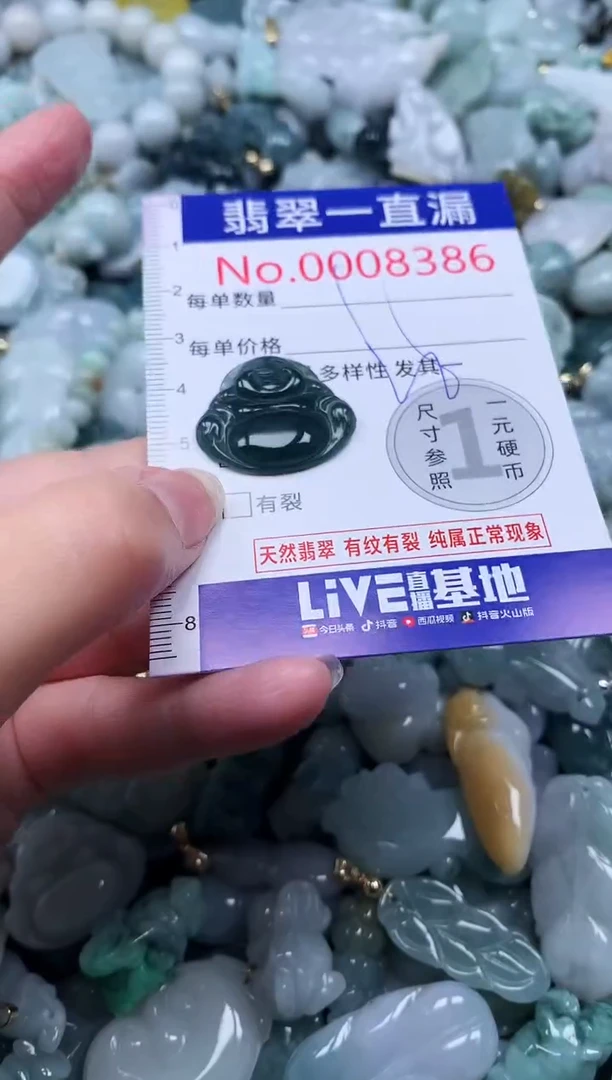 翡翠一直漏
No.0008386
每单数量
每单价格
多样性 发其
尺寸参照
1
一元硬币
有裂
天然翡翠 有纹有裂 纯属正常现象
LiVE直播基地
今日头条 抖音 西瓜视频 抖音火山版
0
1
2
3
4
5
8